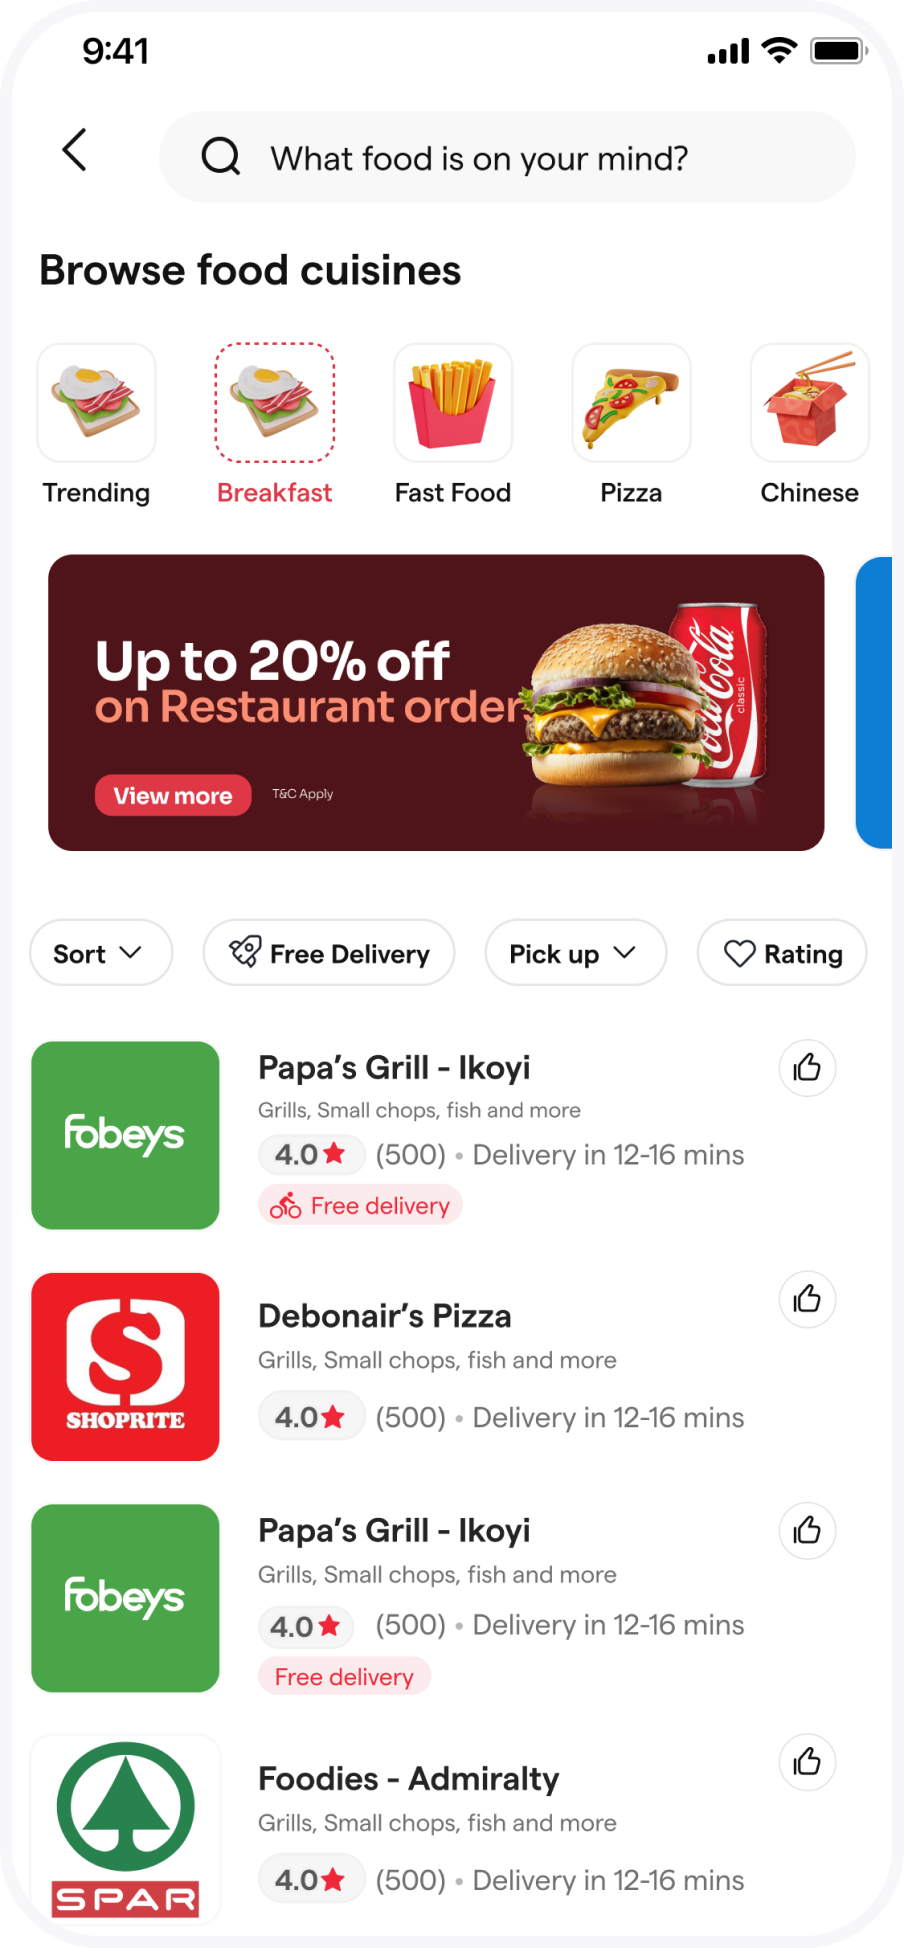 9:41
What food is on your mind?
Browse food cuisines
Trending
Breakfast
Fast Food
Pizza
Chinese
Up to 20% off
on Restaurant orders
Coca-Cola
classic
View more
T&C Apply
Sort
Free Delivery
Pick up
Rating
fobeys
Papa’s Grill - Ikoyi
Grills, Small chops, fish and more
4.0 (500) • Delivery in 12-16 mins
Free delivery
S
SHOPRITE
Debonair’s Pizza
Grills, Small chops, fish and more
4.0 (500) • Delivery in 12-16 mins
fobeys
Papa’s Grill - Ikoyi
Grills, Small chops, fish and more
4.0 (500) • Delivery in 12-16 mins
Free delivery
SPAR
Foodies - Admiralty
Grills, Small chops, fish and more
4.0 (500) • Delivery in 12-16 mins